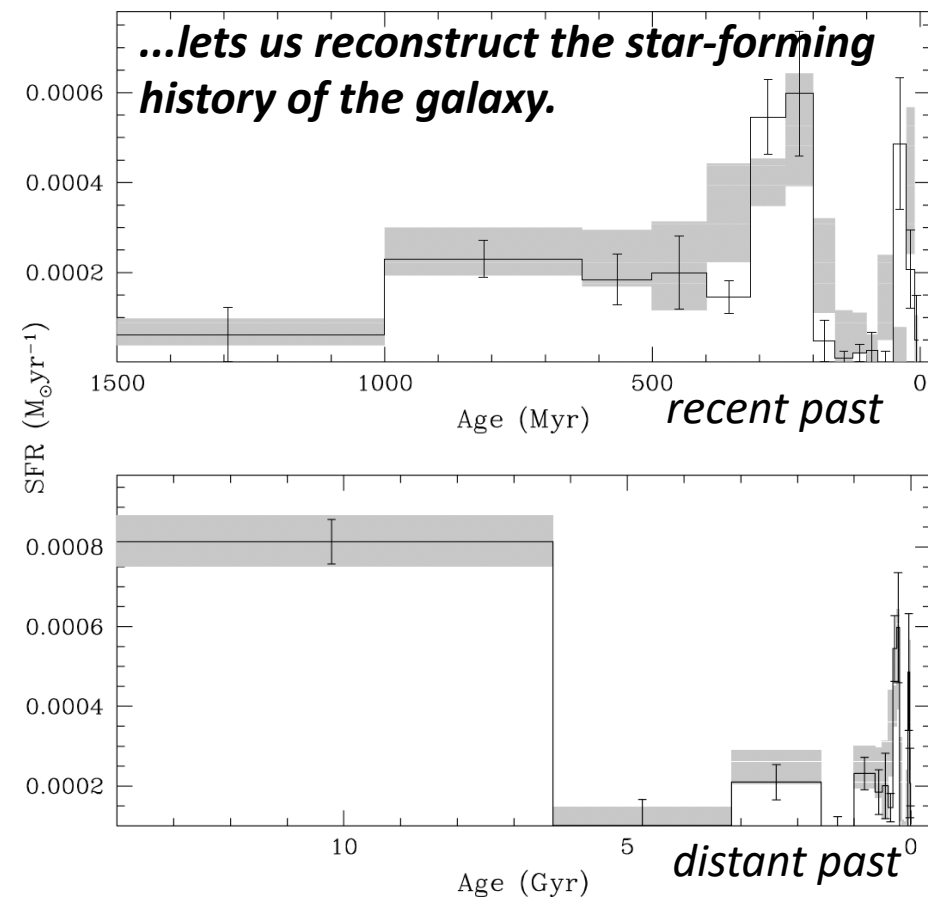 ...lets us reconstruct the star-forming
history of the galaxy.
0.0006
0.0004
0.0002
1500 1000 500 0
Age (Myr)
recent past
SFR (M⊙yr⁻¹)
0.0008
0.0006
0.0004
0.0002
10 5 0
Age (Gyr)
distant past